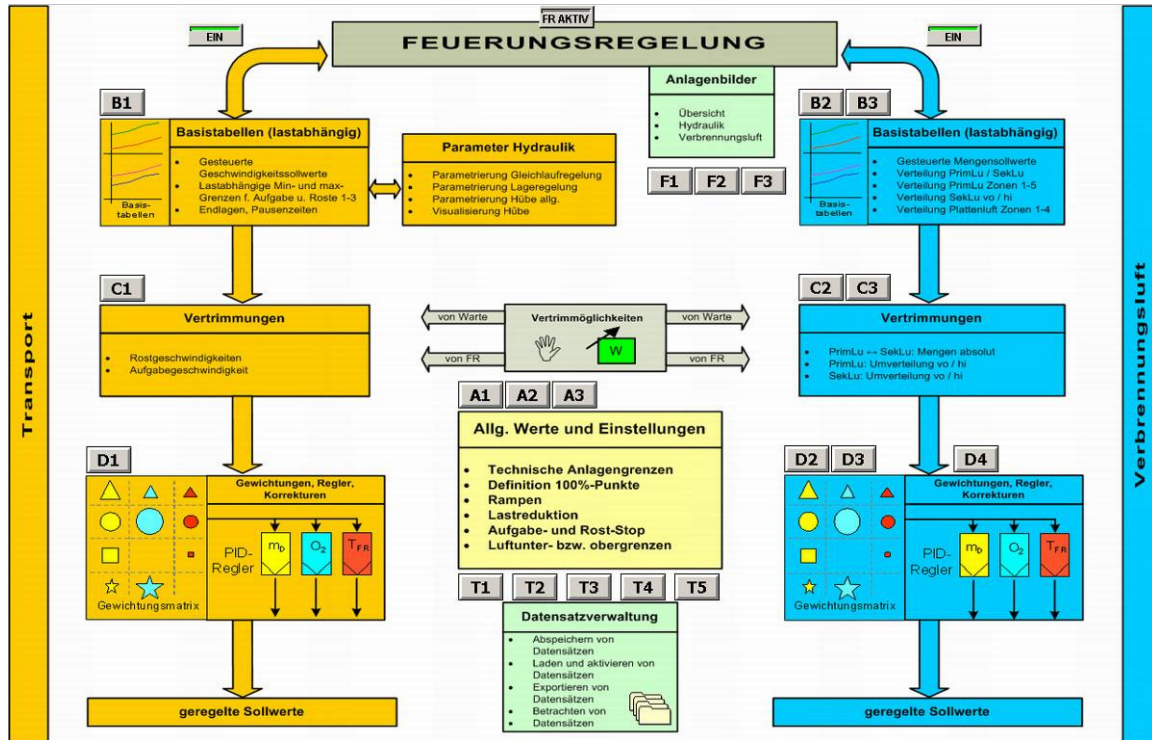 FR AKTIV
EIN
FEUERUNGSREGELUNG
EIN
Transport
B1
Basistabellen
Basistabellen (lastabhängig)
• Gesteuerte
Geschwindigkeitssollwerte
• Lastabhängige Min- und max-
Grenzen f. Aufgabe u. Roste 1-3
• Endlagen, Pausenzeiten
Parameter Hydraulik
• Parametrierung Gleichlaufregelung
• Parametrierung Lageregelung
• Parametrierung Hübe allg.
• Visualisierung Hübe
Anlagenbilder
• Übersicht
• Hydraulik
• Verbrennungsluft
F1 F2 F3
B2 B3
Basis-
tabellen
Basistabellen (lastabhängig)
• Gesteuerte Mengensollwerte
• Verteilung PrimLu / SekLu
• Verteilung PrimLu Zonen 1-5
• Verteilung SekLu vo / hi
• Verteilung Plattenluft Zonen 1-4
Verbrennungsluft
C1
Vertrimmungen
• Rostgeschwindigkeiten
• Aufgabegeschwindigkeit
von Warte
von FR
Vertrimmöglichkeiten
W
von Warte
von FR
C2 C3
Vertrimmungen
• PrimLu ↔ SekLu: Mengen absolut
• PrimLu: Umverteilung vo / hi
• SekLu: Umverteilung vo / hi
A1 A2 A3
Allg. Werte und Einstellungen
• Technische Anlagengrenzen
• Definition 100%-Punkte
• Rampen
• Lastreduktion
• Aufgabe- und Rost-Stop
• Luftunter- bzw. obergrenzen
D1
Gewichtungsmatrix
Gewichtungen, Regler,
Korrekturen
PID-
Regler
mD O2 TFR
D2 D3 D4
Gewichtungsmatrix
Gewichtungen, Regler,
Korrekturen
PID-
Regler
mD O2 TFR
T1 T2 T3 T4 T5
Datensatzverwaltung
• Abspeichern von
Datensätzen
• Laden und aktivieren von
Datensätzen
• Exportieren von
Datensätzen
• Betrachten von
• Datensätzen
geregelte Sollwerte
geregelte Sollwerte